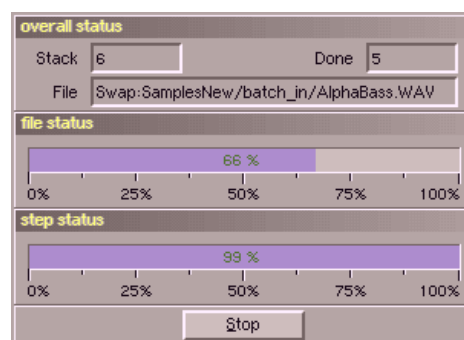 overall status
Stack 6 Done 5
File Swap:SamplesNew/batch_in/AlphaBass.WAV
file status
66 %
0% 25% 50% 75% 100%
step status
99 %
0% 25% 50% 75% 100%
Stop